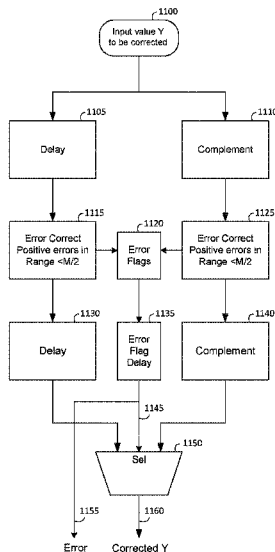 1100
Input value Y
to be corrected
1105
1110
Delay
Complement
1115
1120
1125
Error Correct
Positive errors in
Range <M/2
Error
Flags
Error Correct
Positive errors in
Range <M/2
1130
1135
1140
Delay
Error
Flag
Delay
Complement
1145
1150
Sel
1155
1160
Error
Corrected Y